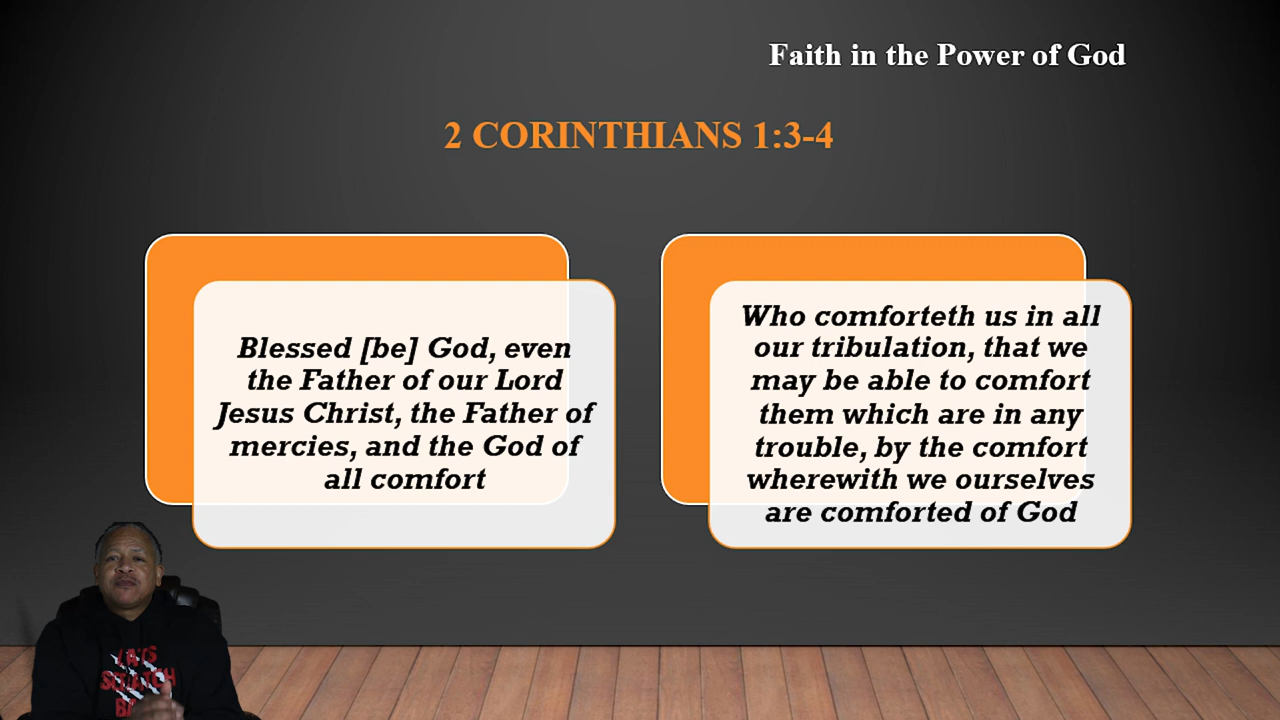 Faith in the Power of God
2 CORINTHIANS 1:3-4
Blessed [be] God, even
the Father of our Lord
Jesus Christ, the Father of
mercies, and the God of
all comfort
Who comforteth us in all
our tribulation, that we
may be able to comfort
them which are in any
trouble, by the comfort
wherewith we ourselves
are comforted of God